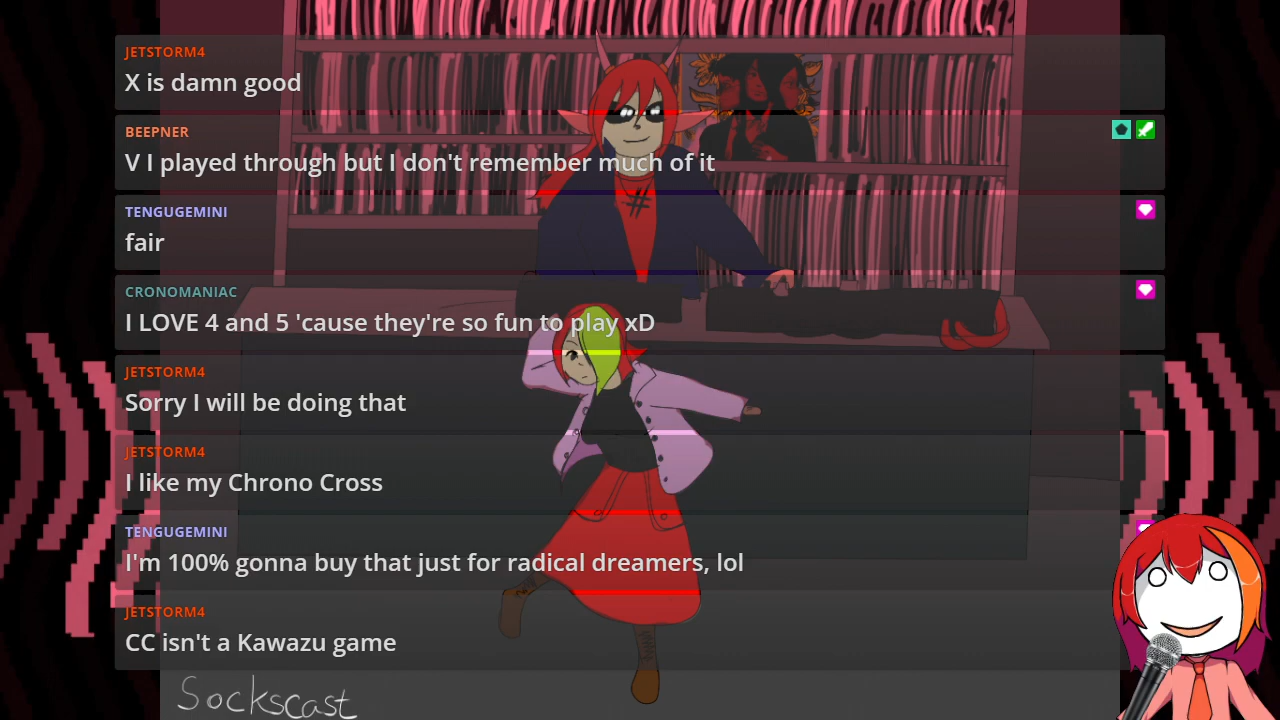 JETSTORM4
X is damn good
BEEPNER
V I played through but I don't remember much of it
TENGUGEMINI
fair
CRONOMANIAC
I LOVE 4 and 5 'cause they're so fun to play xD
JETSTORM4
Sorry I will be doing that
JETSTORM4
I like my Chrono Cross
TENGUGEMINI
I'm 100% gonna buy that just for radical dreamers, lol
JETSTORM4
CC isn't a Kawazu game
Sockscast